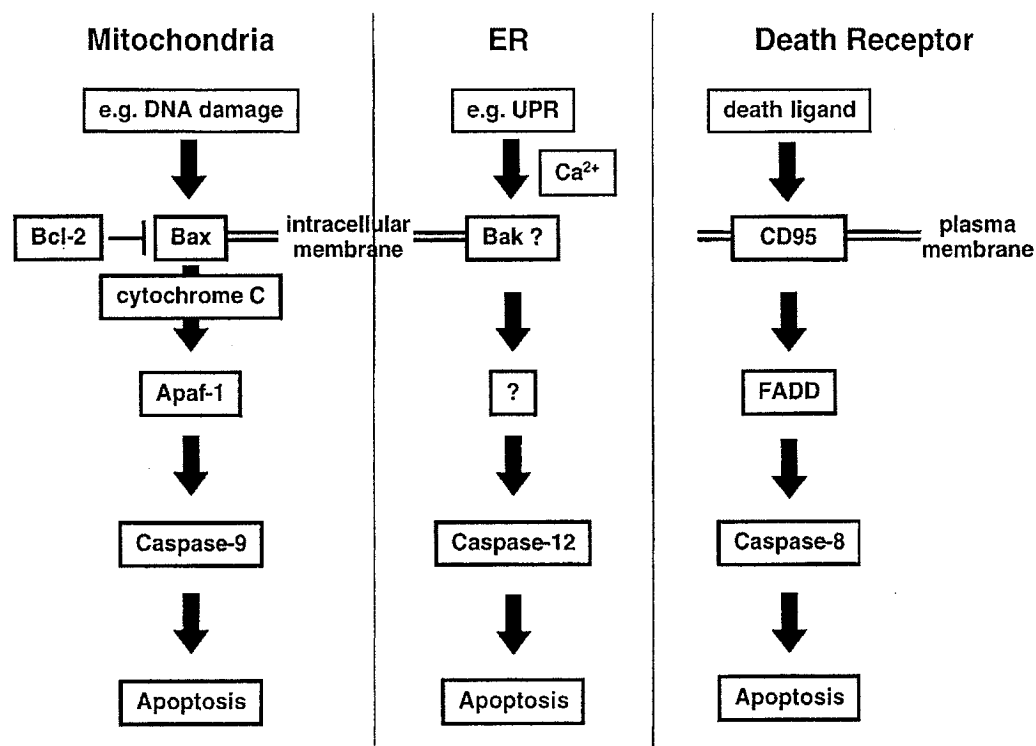 Mitochondria
e.g. DNA damage
Bcl-2
Bax
intracellular
membrane
cytochrome C
Apaf-1
Caspase-9
Apoptosis
ER
e.g. UPR
Ca²⁺
Bak ?
?
Caspase-12
Apoptosis
Death Receptor
death ligand
CD95
plasma
membrane
FADD
Caspase-8
Apoptosis